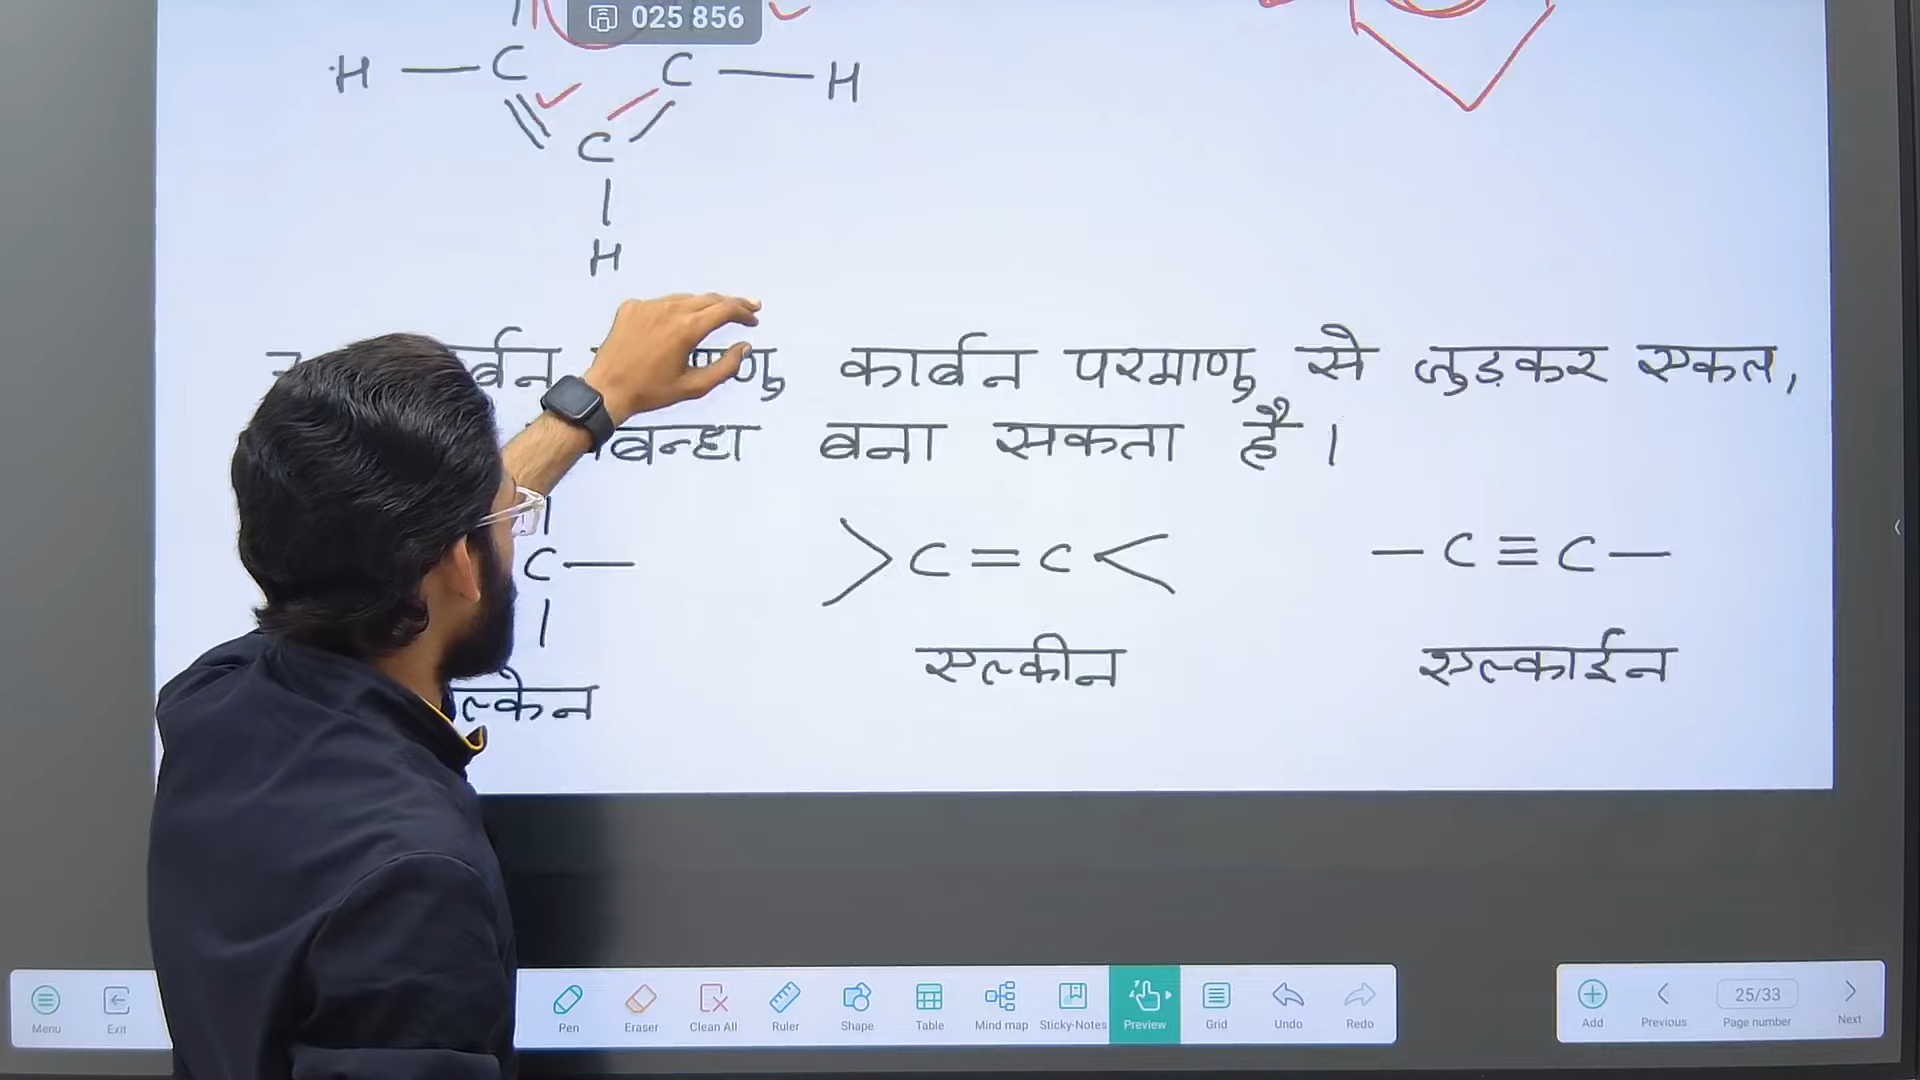 025 856
H — C C — H
C
H
कार्बन परमाणु से जुड़कर एकल,
बना सकता है।
C —
>C = C<
— C ≡ C —
एल्कीन
एल्काईन
Menu
Exit
Pen
Eraser
Clean All
Ruler
Shape
Table
Mind map
Sticky-Notes
Preview
Grid
Undo
Redo
Add
Previous
25/33
Page number
Next